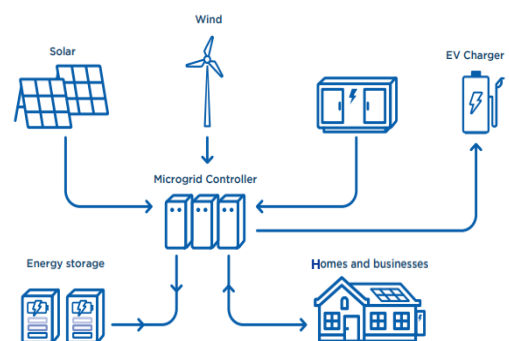 Wind
Solar
EV Charger
Microgrid Controller
Energy storage
Homes and businesses